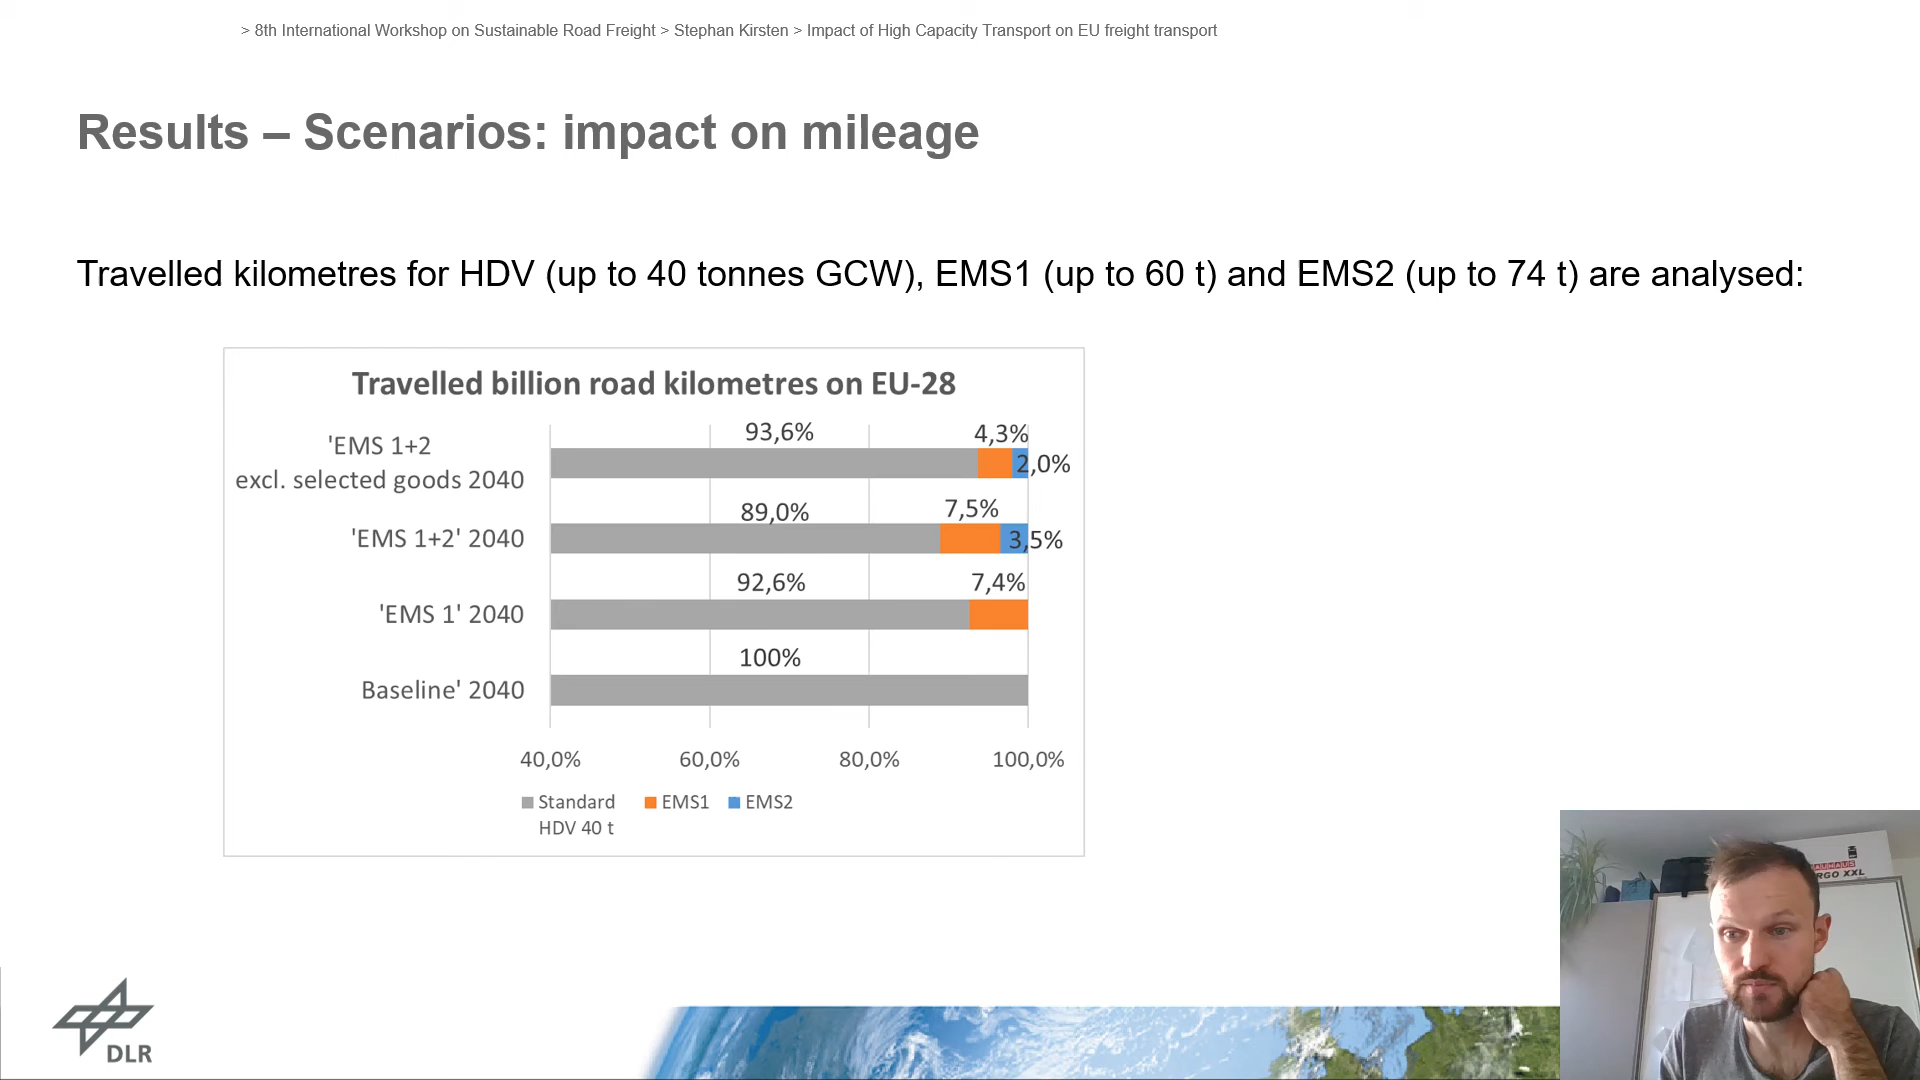 > 8th International Workshop on Sustainable Road Freight > Stephan Kirsten > Impact of High Capacity Transport on EU freight transport
Results – Scenarios: impact on mileage
Travelled kilometres for HDV (up to 40 tonnes GCW), EMS1 (up to 60 t) and EMS2 (up to 74 t) are analysed:
Travelled billion road kilometres on EU-28
'EMS 1+2
excl. selected goods 2040
93,6%
4,3%
2,0%
'EMS 1+2' 2040
89,0%
7,5%
3,5%
'EMS 1' 2040
92,6%
7,4%
Baseline' 2040
100%
40,0% 60,0% 80,0% 100,0%
Standard
HDV 40 t
EMS1
EMS2
DLR
RGO XXL